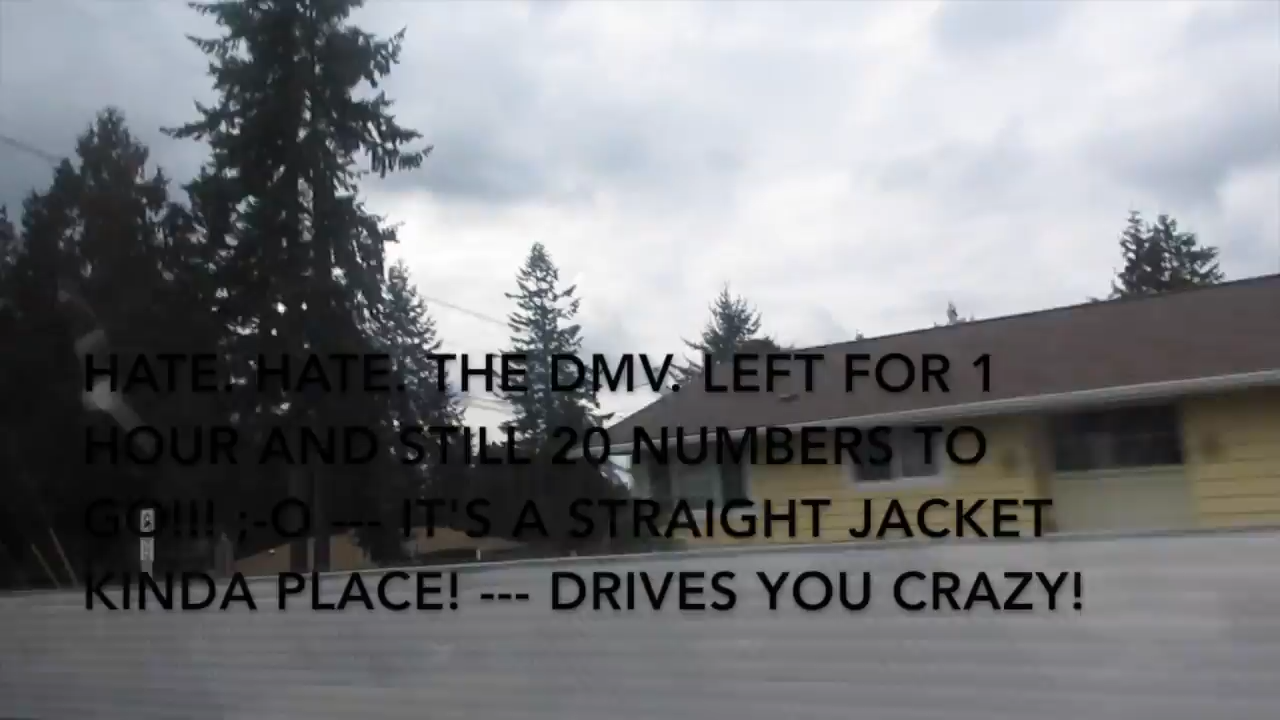 HATE. HATE. THE DMV. LEFT FOR 1
HOUR AND STILL 20 NUMBERS TO
GO!!! ;-O --- IT'S A STRAIGHT JACKET
KINDA PLACE! --- DRIVES YOU CRAZY!